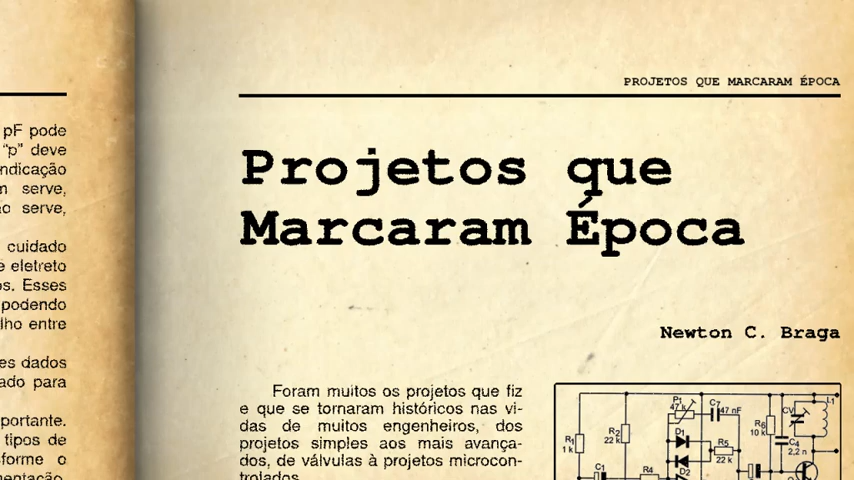 pF pode
"p" deve
ndicação
serve,
serve,
cuidado
eletreto
os. Esses
podendo
lho entre
es dados
ado para
portante.
tipos de
forme o
PROJETOS QUE MARCARAM ÉPOCA
Projetos que
Marcaram Época
Newton C. Braga
Foram muitos os projetos que fiz
e que se tornaram históricos nas vi-
das de muitos engenheiros, dos
projetos simples aos mais avança-
dos, de válvulas à projetos microcon-
trolados
P1
47 k
C7
47 nF
R1
1 k
R2
22 k
D1
D2
R5
22 k
R6
10 k
CV
L1
C4
2,2 n
C1
R4